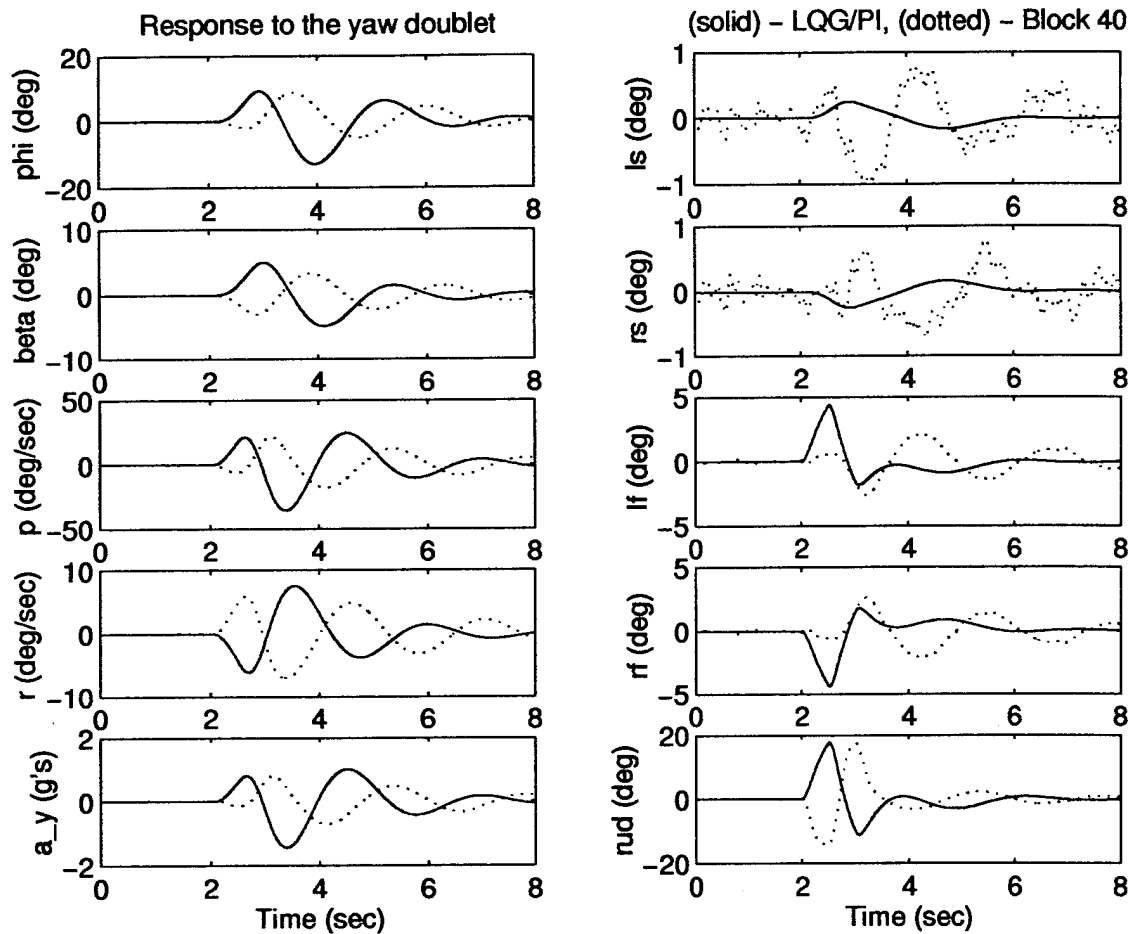 Response to the yaw doublet
(solid) – LQG/PI, (dotted) – Block 40
phi (deg)
20
0
−20
0 2 4 6 8
beta (deg)
10
0
−10
0 2 4 6 8
p (deg/sec)
50
0
−50
0 2 4 6 8
r (deg/sec)
10
0
−10
0 2 4 6 8
a_y (g's)
2
0
−2
0 2 4 6 8
Time (sec)
ls (deg)
1
0
−1
0 2 4 6 8
rs (deg)
1
0
−1
0 2 4 6 8
lf (deg)
5
0
−5
0 2 4 6 8
rf (deg)
5
0
−5
0 2 4 6 8
rud (deg)
20
0
−20
0 2 4 6 8
Time (sec)